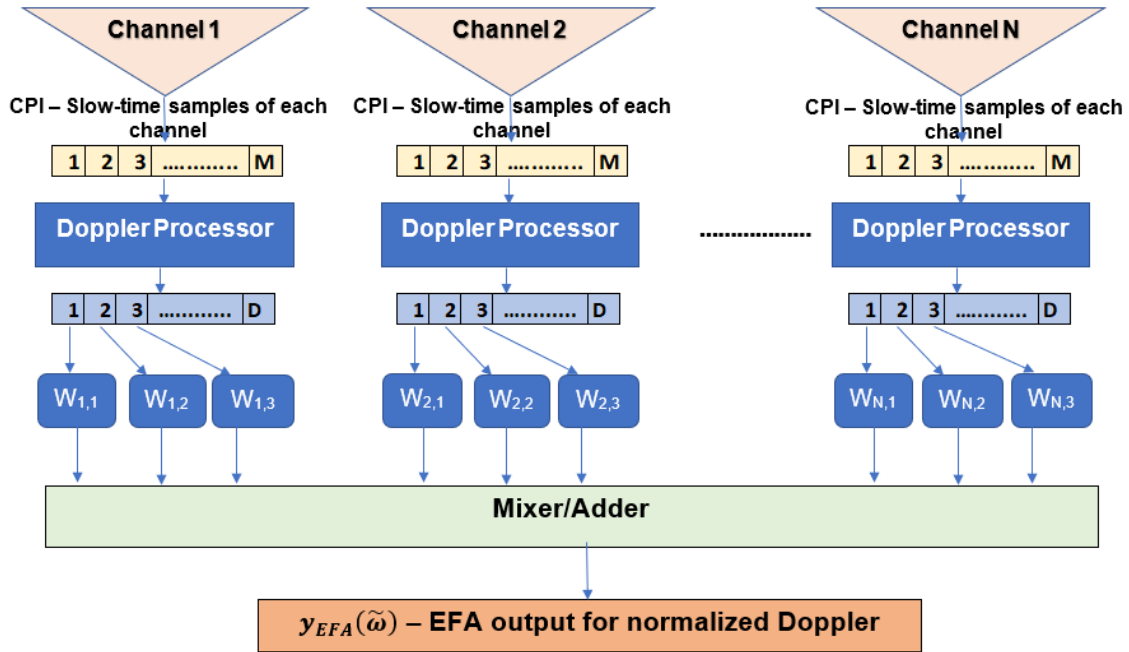 Channel 1
Channel 2
Channel N
CPI – Slow-time samples of each
channel
CPI – Slow-time samples of each
channel
CPI – Slow-time samples of each
channel
1 2 3 ............. M
1 2 3 ............. M
1 2 3 ............. M
Doppler Processor
Doppler Processor
..................
Doppler Processor
1 2 3 ............. D
1 2 3 ............. D
1 2 3 ............. D
W1,1 W1,2 W1,3
W2,1 W2,2 W2,3
WN,1 WN,2 WN,3
Mixer/Adder
y_EFA(ω̃) – EFA output for normalized Doppler